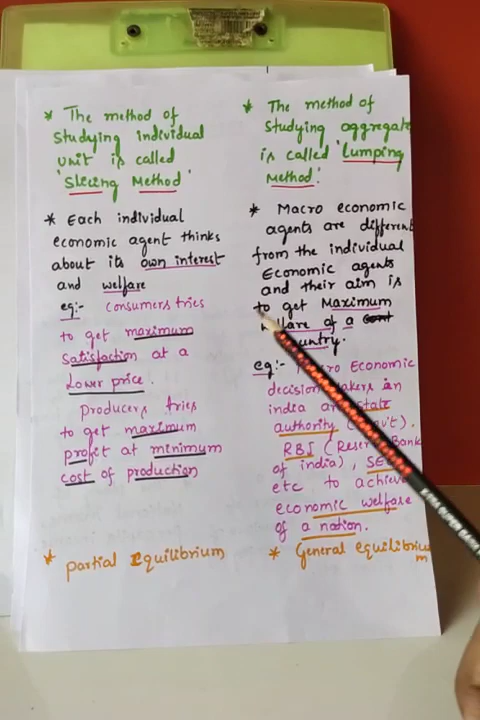 * The method of
studying individual
unit is called
'Slicing Method'
* Each individual
economic agent thinks
about its own interest
and welfare
eg:- consumers tries
to get maximum
satisfaction at a
Lower price.
Producers tries
to get maximum
profit at minimum
cost of production
* partial Equilibrium
* The method of
studying aggregate
is called 'Lumping
Method'.
* Macro economic
agents are different
from the individual
Economic agents
and their aim is
to get Maximum
of a
eg:- Economic
decision in
india
authority
RBI (Reserve Bank
of india),
etc to achieve
economic welfare
of a nation.
* General equilibrium